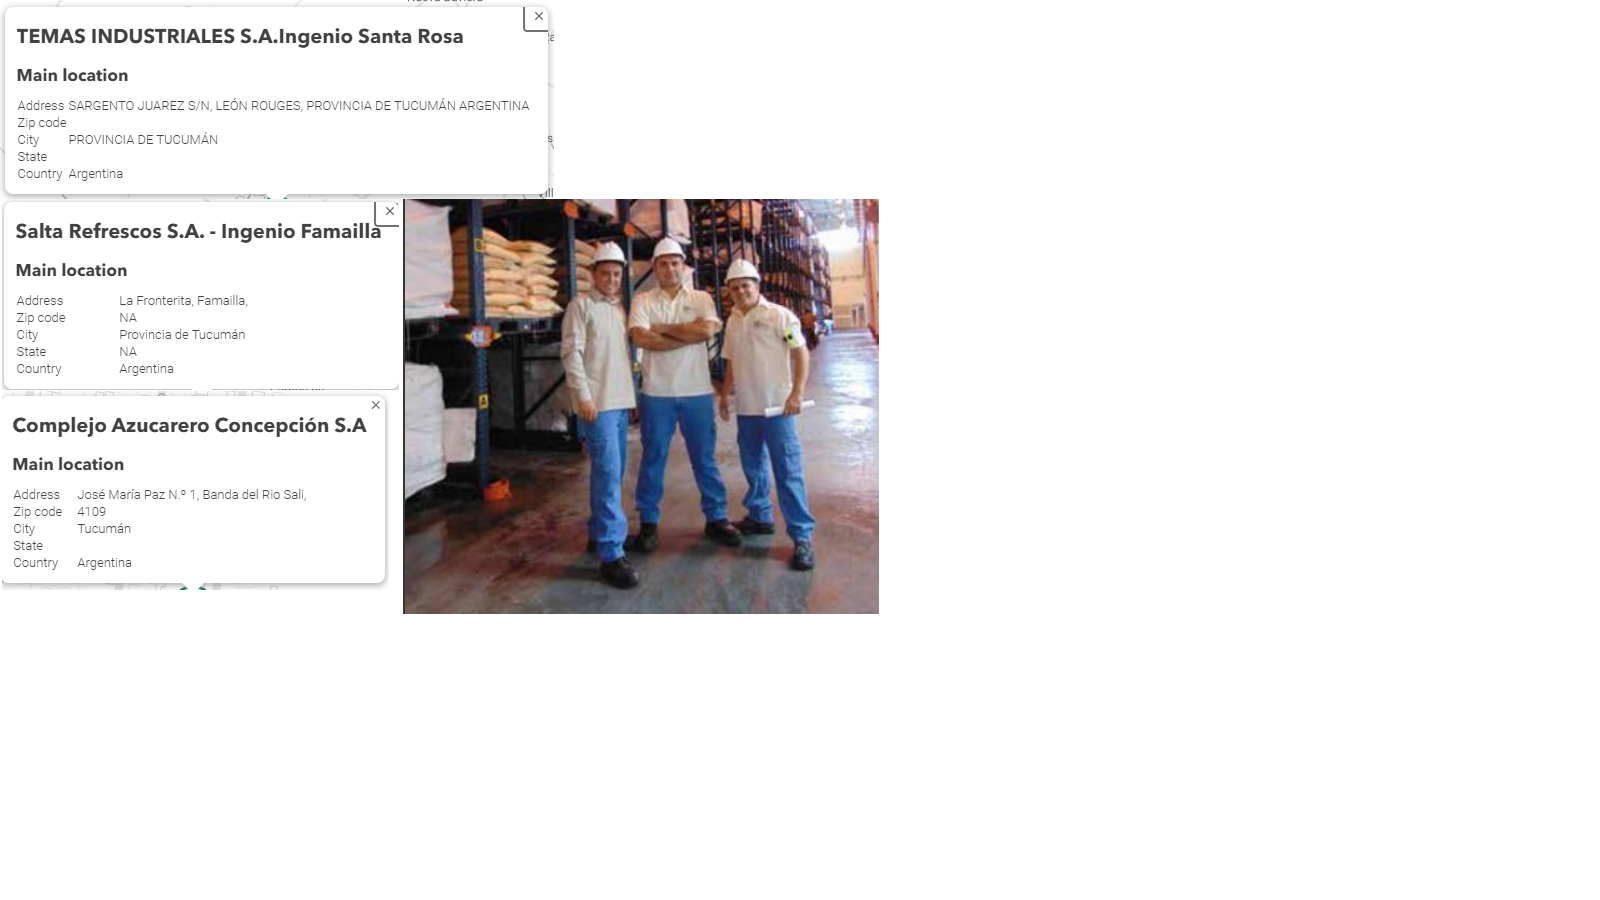 TEMAS INDUSTRIALES S.A.Ingenio Santa Rosa
Main location
Address SARGENTO JUAREZ S/N, LEÓN ROUGES, PROVINCIA DE TUCUMÁN ARGENTINA
Zip code
City PROVINCIA DE TUCUMÁN
State
Country Argentina
Salta Refrescos S.A. - Ingenio Famaillá
Main location
Address La Fronterita, Famailla,
Zip code NA
City Provincia de Tucumán
State NA
Country Argentina
Complejo Azucarero Concepción S.A
Main location
Address José María Paz N.º 1, Banda del Rio Sali,
Zip code 4109
City Tucumán
State
Country Argentina
A